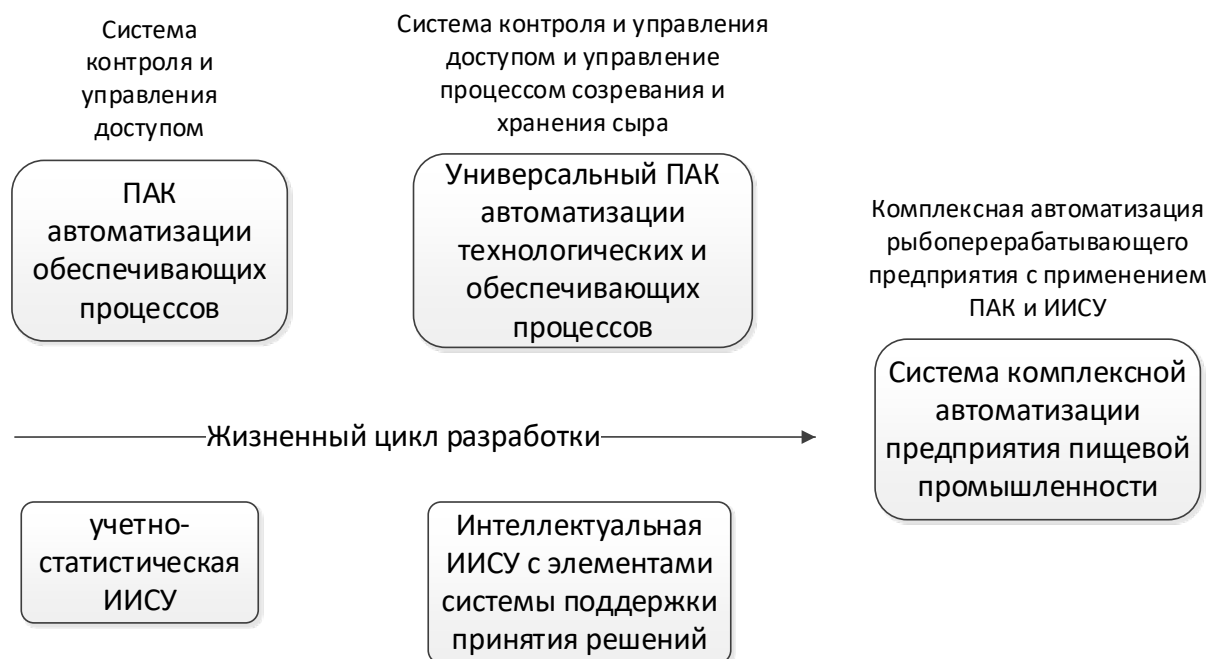 Система
контроля и
управления
доступом
ПАК
автоматизации
обеспечивающих
процессов
Система контроля и управления
доступом и управление
процессом созревания и
хранения сыра
Универсальный ПАК
автоматизации
технологических и
обеспечивающих
процессов
Комплексная автоматизация
рыбоперерабатывающего
предприятия с применением
ПАК и ИИСУ
Система комплексной
автоматизации
предприятия пищевой
промышленности
Жизненный цикл разработки
учетно-
статистическая
ИИСУ
Интеллектуальная
ИИСУ с элементами
системы поддержки
принятия решений